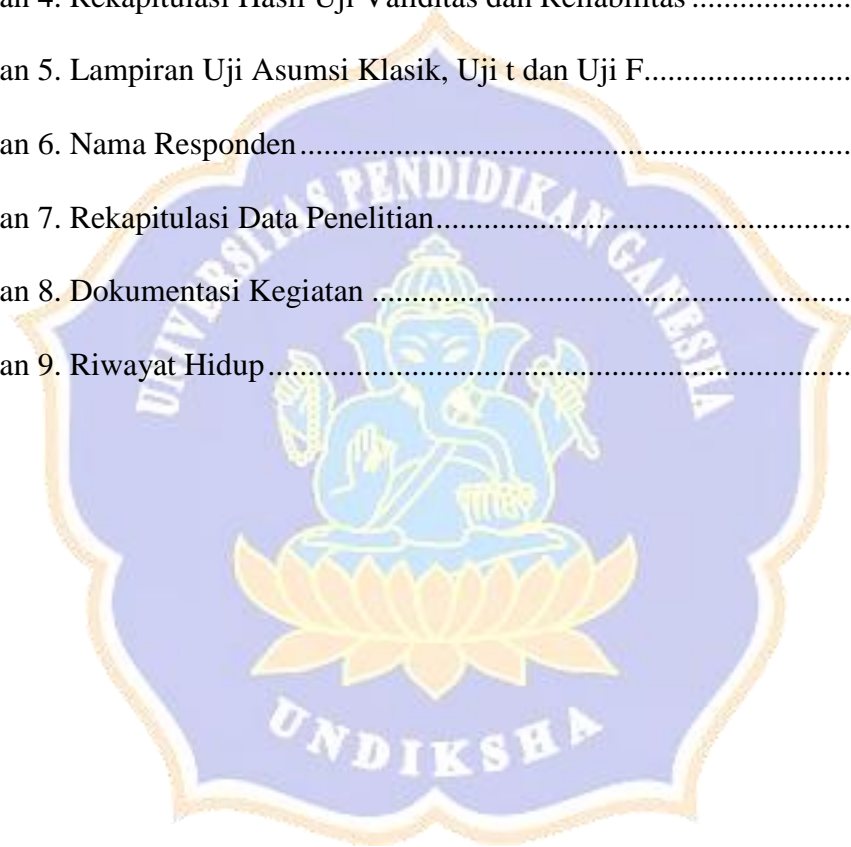 an 4. Rekapitulasi Hasil Uji Validitas dan Reliabilitas ....................
an 5. Lampiran Uji Asumsi Klasik, Uji t dan Uji F..........................
an 6. Nama Responden.....................................................................
an 7. Rekapitulasi Data Penelitian....................................................
an 8. Dokumentasi Kegiatan ............................................................
an 9. Riwayat Hidup.........................................................................
UNIVERSITAS PENDIDIKAN GANESHA
UNDIKSHA